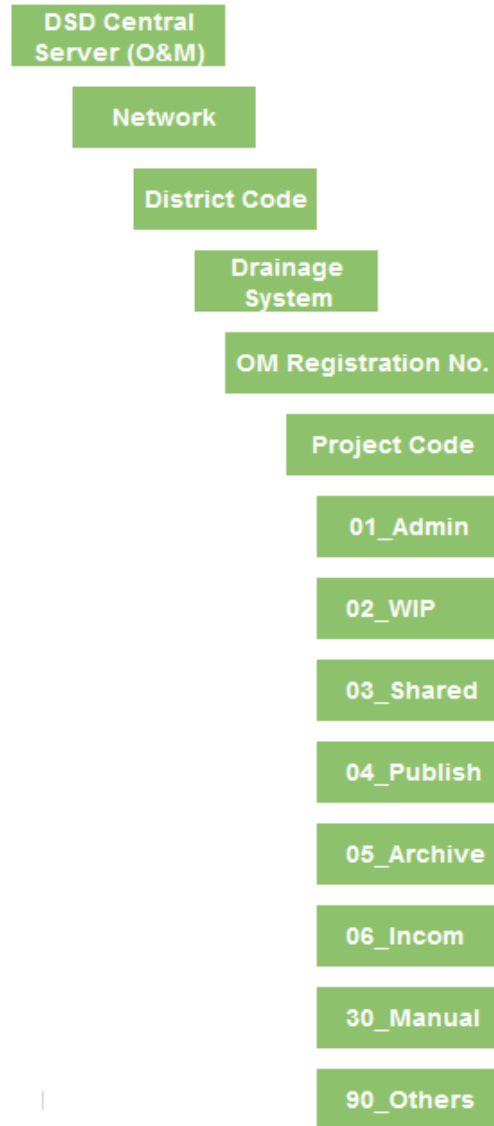 DSD Central
Server (O&M)
Network
District Code
Drainage
System
OM Registration No.
Project Code
01_Admin
02_WIP
03_Shared
04_Publish
05_Archive
06_Incom
30_Manual
90_Others